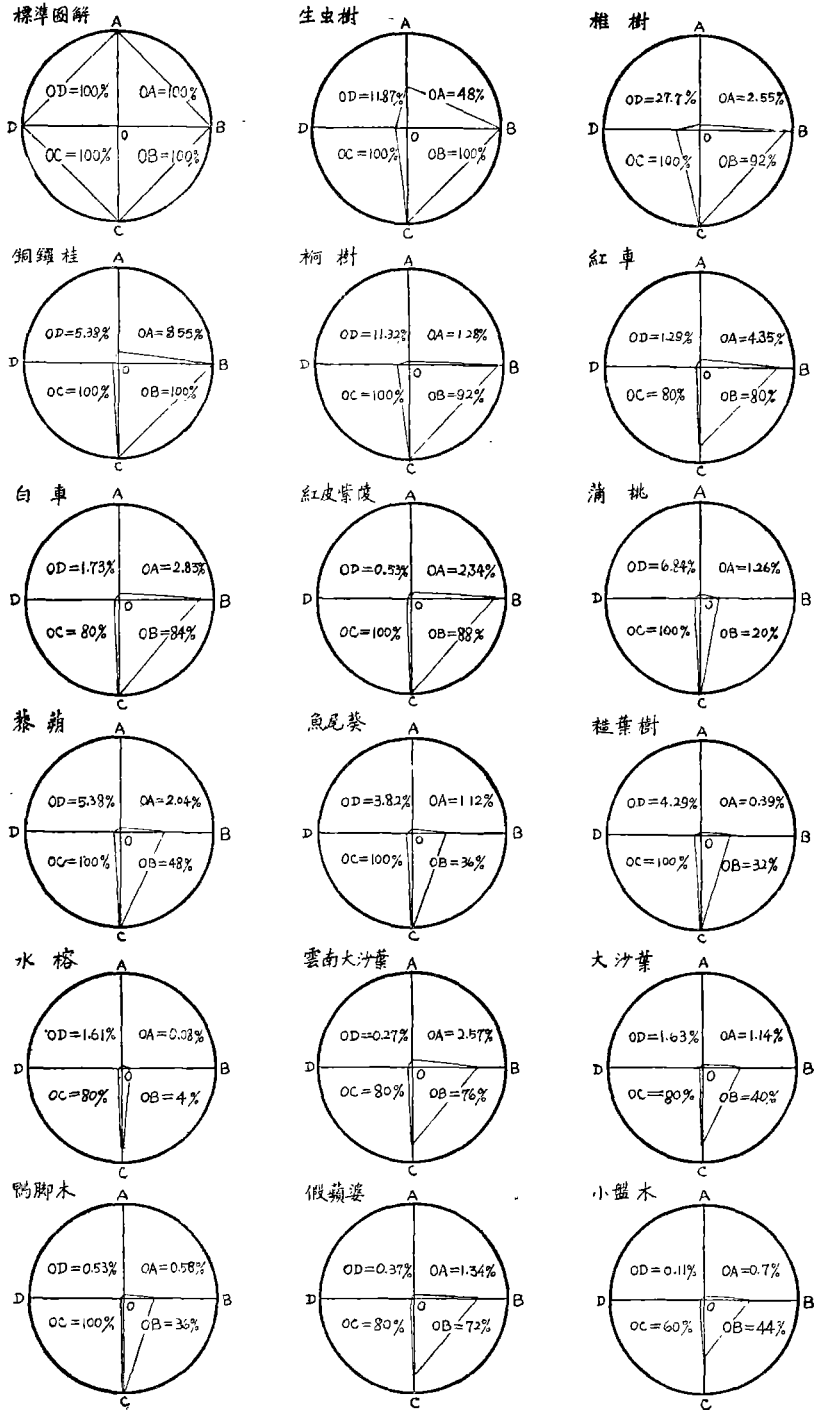 標準圖解
A
OD=100% OA=100%
D O B
OC=100% OB=100%
C
生虫樹
A
OD=11.87% OA=48%
D O B
OC=100% OB=100%
C
椎樹
A
OD=27.7% OA=2.55%
D O B
OC=100% OB=92%
C
銅鑼桂
A
OD=5.38% OA=8.55%
D O B
OC=100% OB=100%
C
柯樹
A
OD=11.32% OA=1.28%
D O B
OC=100% OB=92%
C
紅車
A
OD=1.29% OA=4.35%
D O B
OC=80% OB=80%
C
白車
A
OD=1.73% OA=2.83%
D O B
OC=80% OB=84%
C
紅皮紫陵
A
OD=0.53% OA=2.34%
D O B
OC=100% OB=88%
C
蒲桃
A
OD=6.84% OA=1.26%
D O B
OC=100% OB=20%
C
藜蒴
A
OD=5.38% OA=2.04%
D O B
OC=100% OB=48%
C
魚尾葵
A
OD=3.82% OA=1.12%
D O B
OC=100% OB=36%
C
葉樹
A
OD=4.29% OA=0.39%
D O B
OC=100% OB=32%
C
水榕
A
OD=1.61% OA=0.08%
D O B
OC=80% OB=4%
C
雲南大沙葉
A
OD=0.27% OA=2.57%
D O B
OC=80% OB=76%
C
大沙葉
A
OD=1.63% OA=1.14%
D O B
OC=80% OB=40%
C
鴨脚木
A
OD=0.53% OA=0.58%
D O B
OC=100% OB=36%
C
假蘋婆
A
OD=0.37% OA=1.34%
D O B
OC=80% OB=72%
C
小盤木
A
OD=0.11% OA=0.7%
D O B
OC=60% OB=44%
C